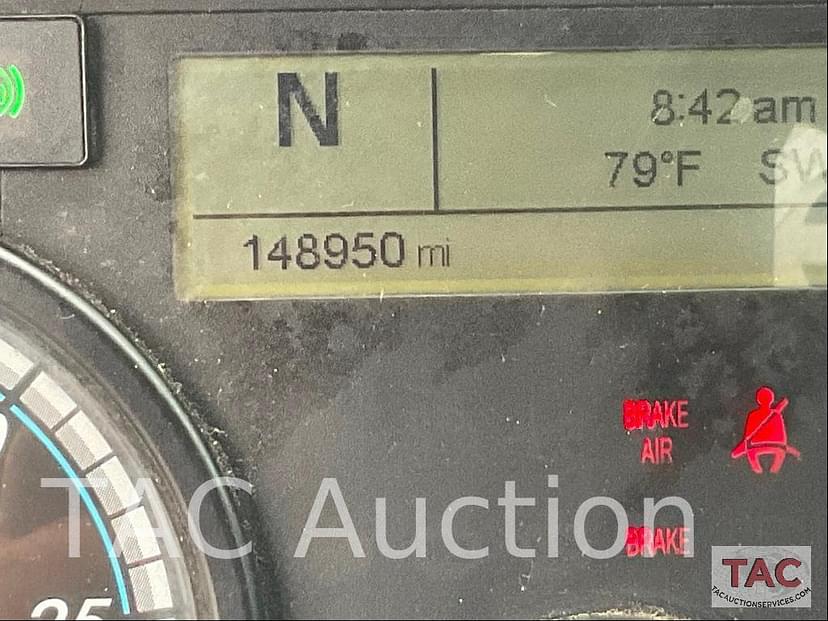 N
8:42 am
79°F SW
148950 mi
BRAKE
AIR
BRAKE
25
TAC Auction
TAC
TACAUCTIONSERVICES.COM